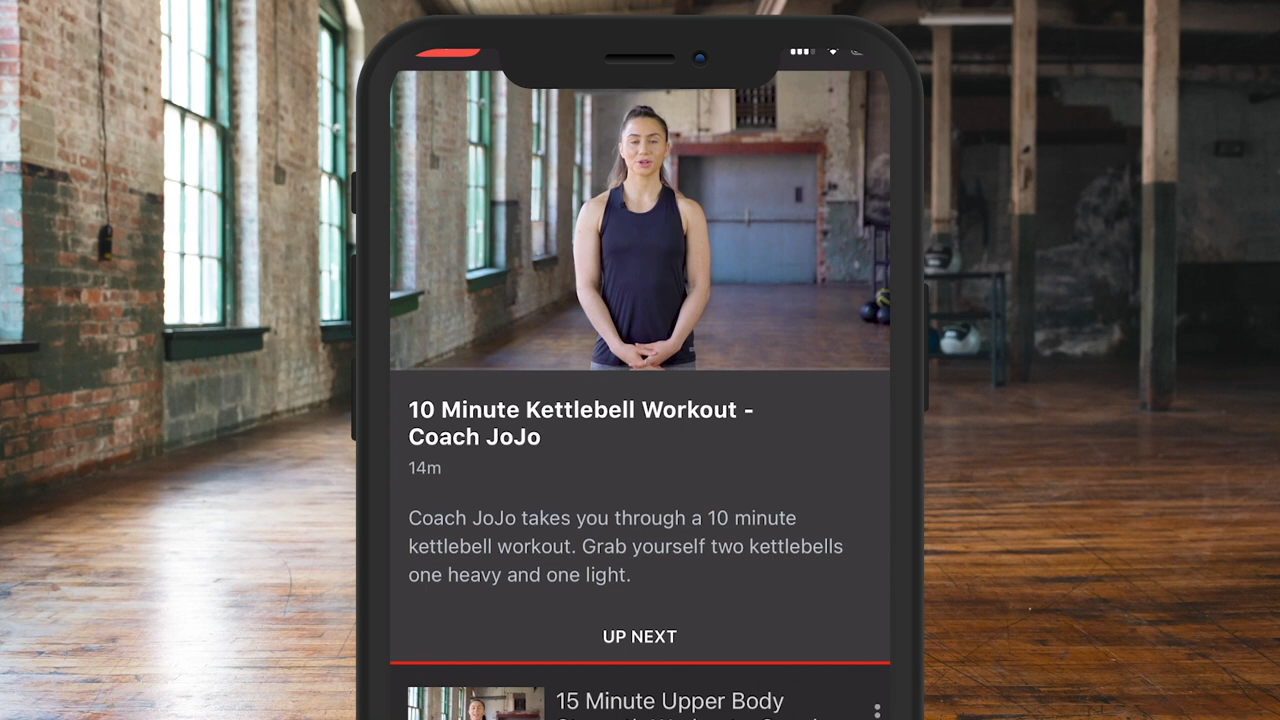 10 Minute Kettlebell Workout -
Coach JoJo
14m
Coach JoJo takes you through a 10 minute
kettlebell workout. Grab yourself two kettlebells
one heavy and one light.
UP NEXT
15 Minute Upper Body